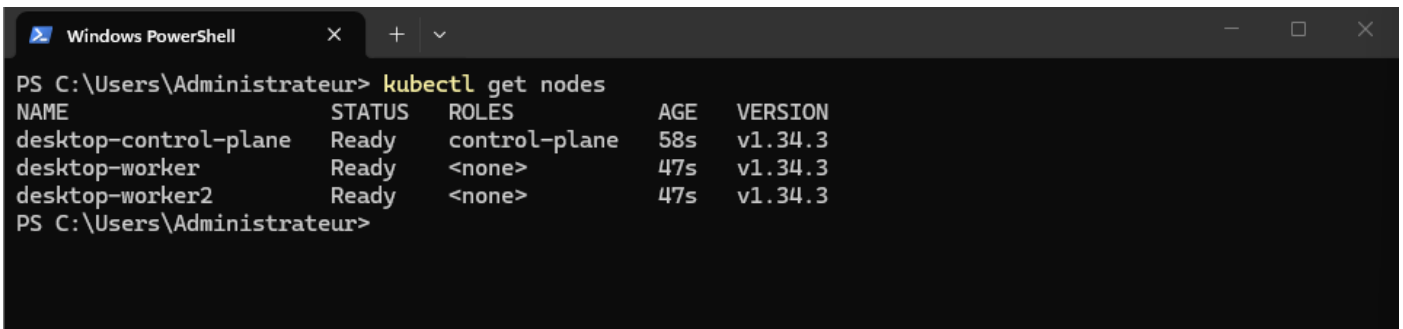 Windows PowerShell
PS C:\Users\Administrateur> kubectl get nodes
NAME                    STATUS   ROLES           AGE   VERSION
desktop-control-plane   Ready    control-plane   58s   v1.34.3
desktop-worker          Ready    <none>          47s   v1.34.3
desktop-worker2         Ready    <none>          47s   v1.34.3
PS C:\Users\Administrateur>